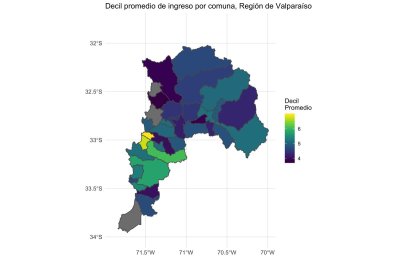 Decil promedio de ingreso por comuna, Región de Valparaíso
32°S
32.5°S
33°S
33.5°S
34°S
71.5°W
71°W
70.5°W
70°W
Decil
Promedio
6
5
4